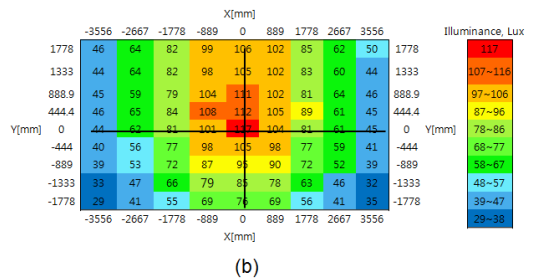 X[mm]
-3556 -2667 -1778 -889 0 889 1778 2667 3556 Illuminance, Lux
1778 46 64 82 99 106 102 85 62 50 1778 117
1333 44 64 82 98 105 102 83 60 44 1333 107~116
888.9 45 59 79 104 111 102 81 64 46 888.9 97~106
444.4 46 65 84 108 112 105 89 61 45 444.4 87~96
Y[mm] 0 44 62 81 101 117 104 81 61 45 0 Y[mm] 78~86
-444 40 56 77 98 105 98 77 59 41 -444 68~77
-889 39 53 72 87 95 90 72 52 39 -889 58~67
-1333 33 47 66 79 85 78 63 46 32 -1333 48~57
-1778 29 41 55 69 76 69 56 41 35 -1778 39~47
-3556 -2667 -1778 -889 0 889 1778 2667 3556 29~38
X[mm]
(b)